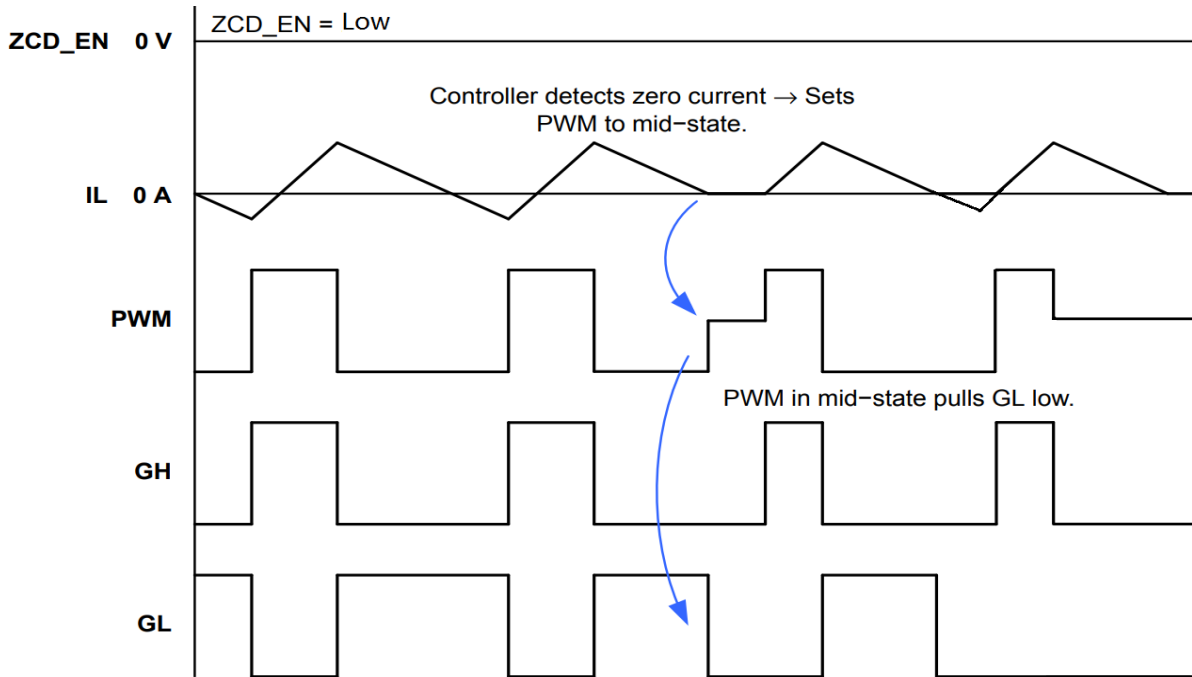 ZCD_EN = Low
ZCD_EN 0 V
Controller detects zero current → Sets
PWM to mid−state.
IL 0 A
PWM
PWM in mid−state pulls GL low.
GH
GL